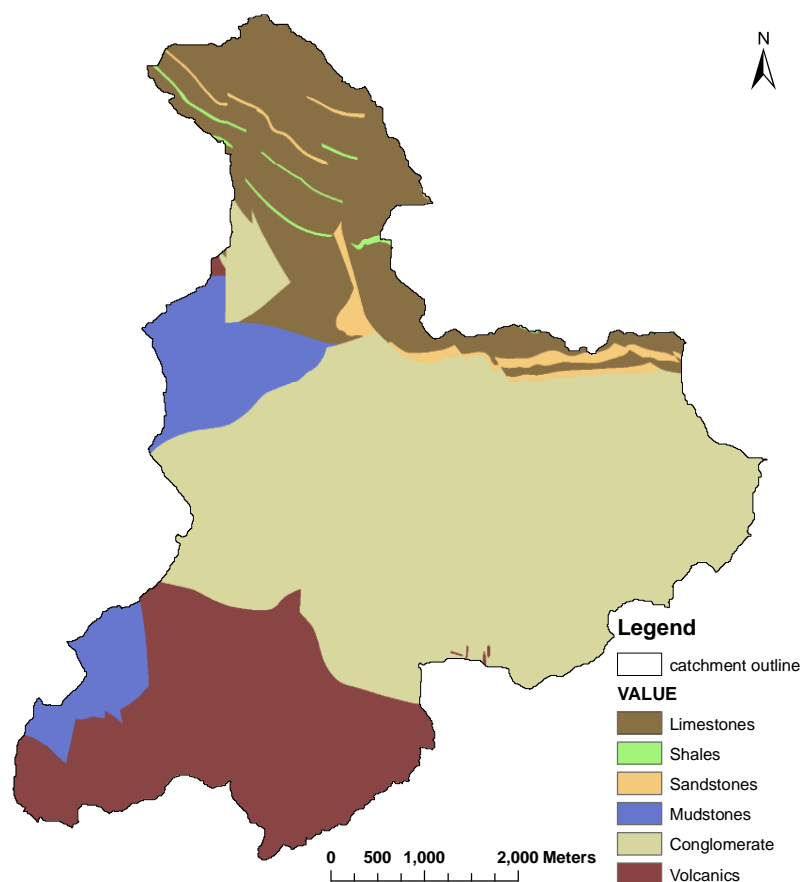 N
Legend
catchment outline
VALUE
Limestones
Shales
Sandstones
Mudstones
Conglomerate
Volcanics
0 500 1,000 2,000 Meters